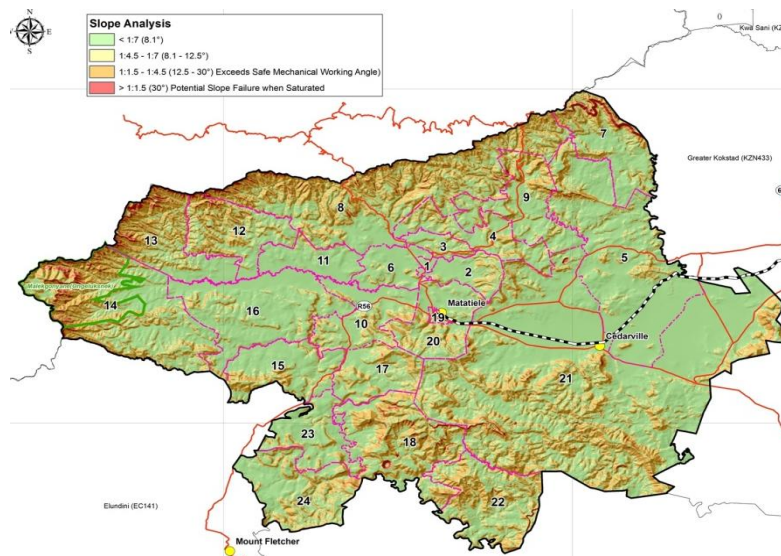 N
W
E
S
Slope Analysis
< 1:7 (8.1°)
1:4.5 - 1:7 (8.1 - 12.5°)
1:1.5 - 1:4.5 (12.5 - 30°) Exceeds Safe Mechanical Working Angle)
> 1:1.5 (30°) Potential Slope Failure when Saturated
0
Kwa Sani (KZ
7
Greater Kokstad (KZN433)
8
9
13
12
4
11
3
5
6
1
2
14
16
R56
Matatiele
10
19
20
Cedarville
15
17
21
23
18
24
22
Elundini (EC141)
Mount Fletcher